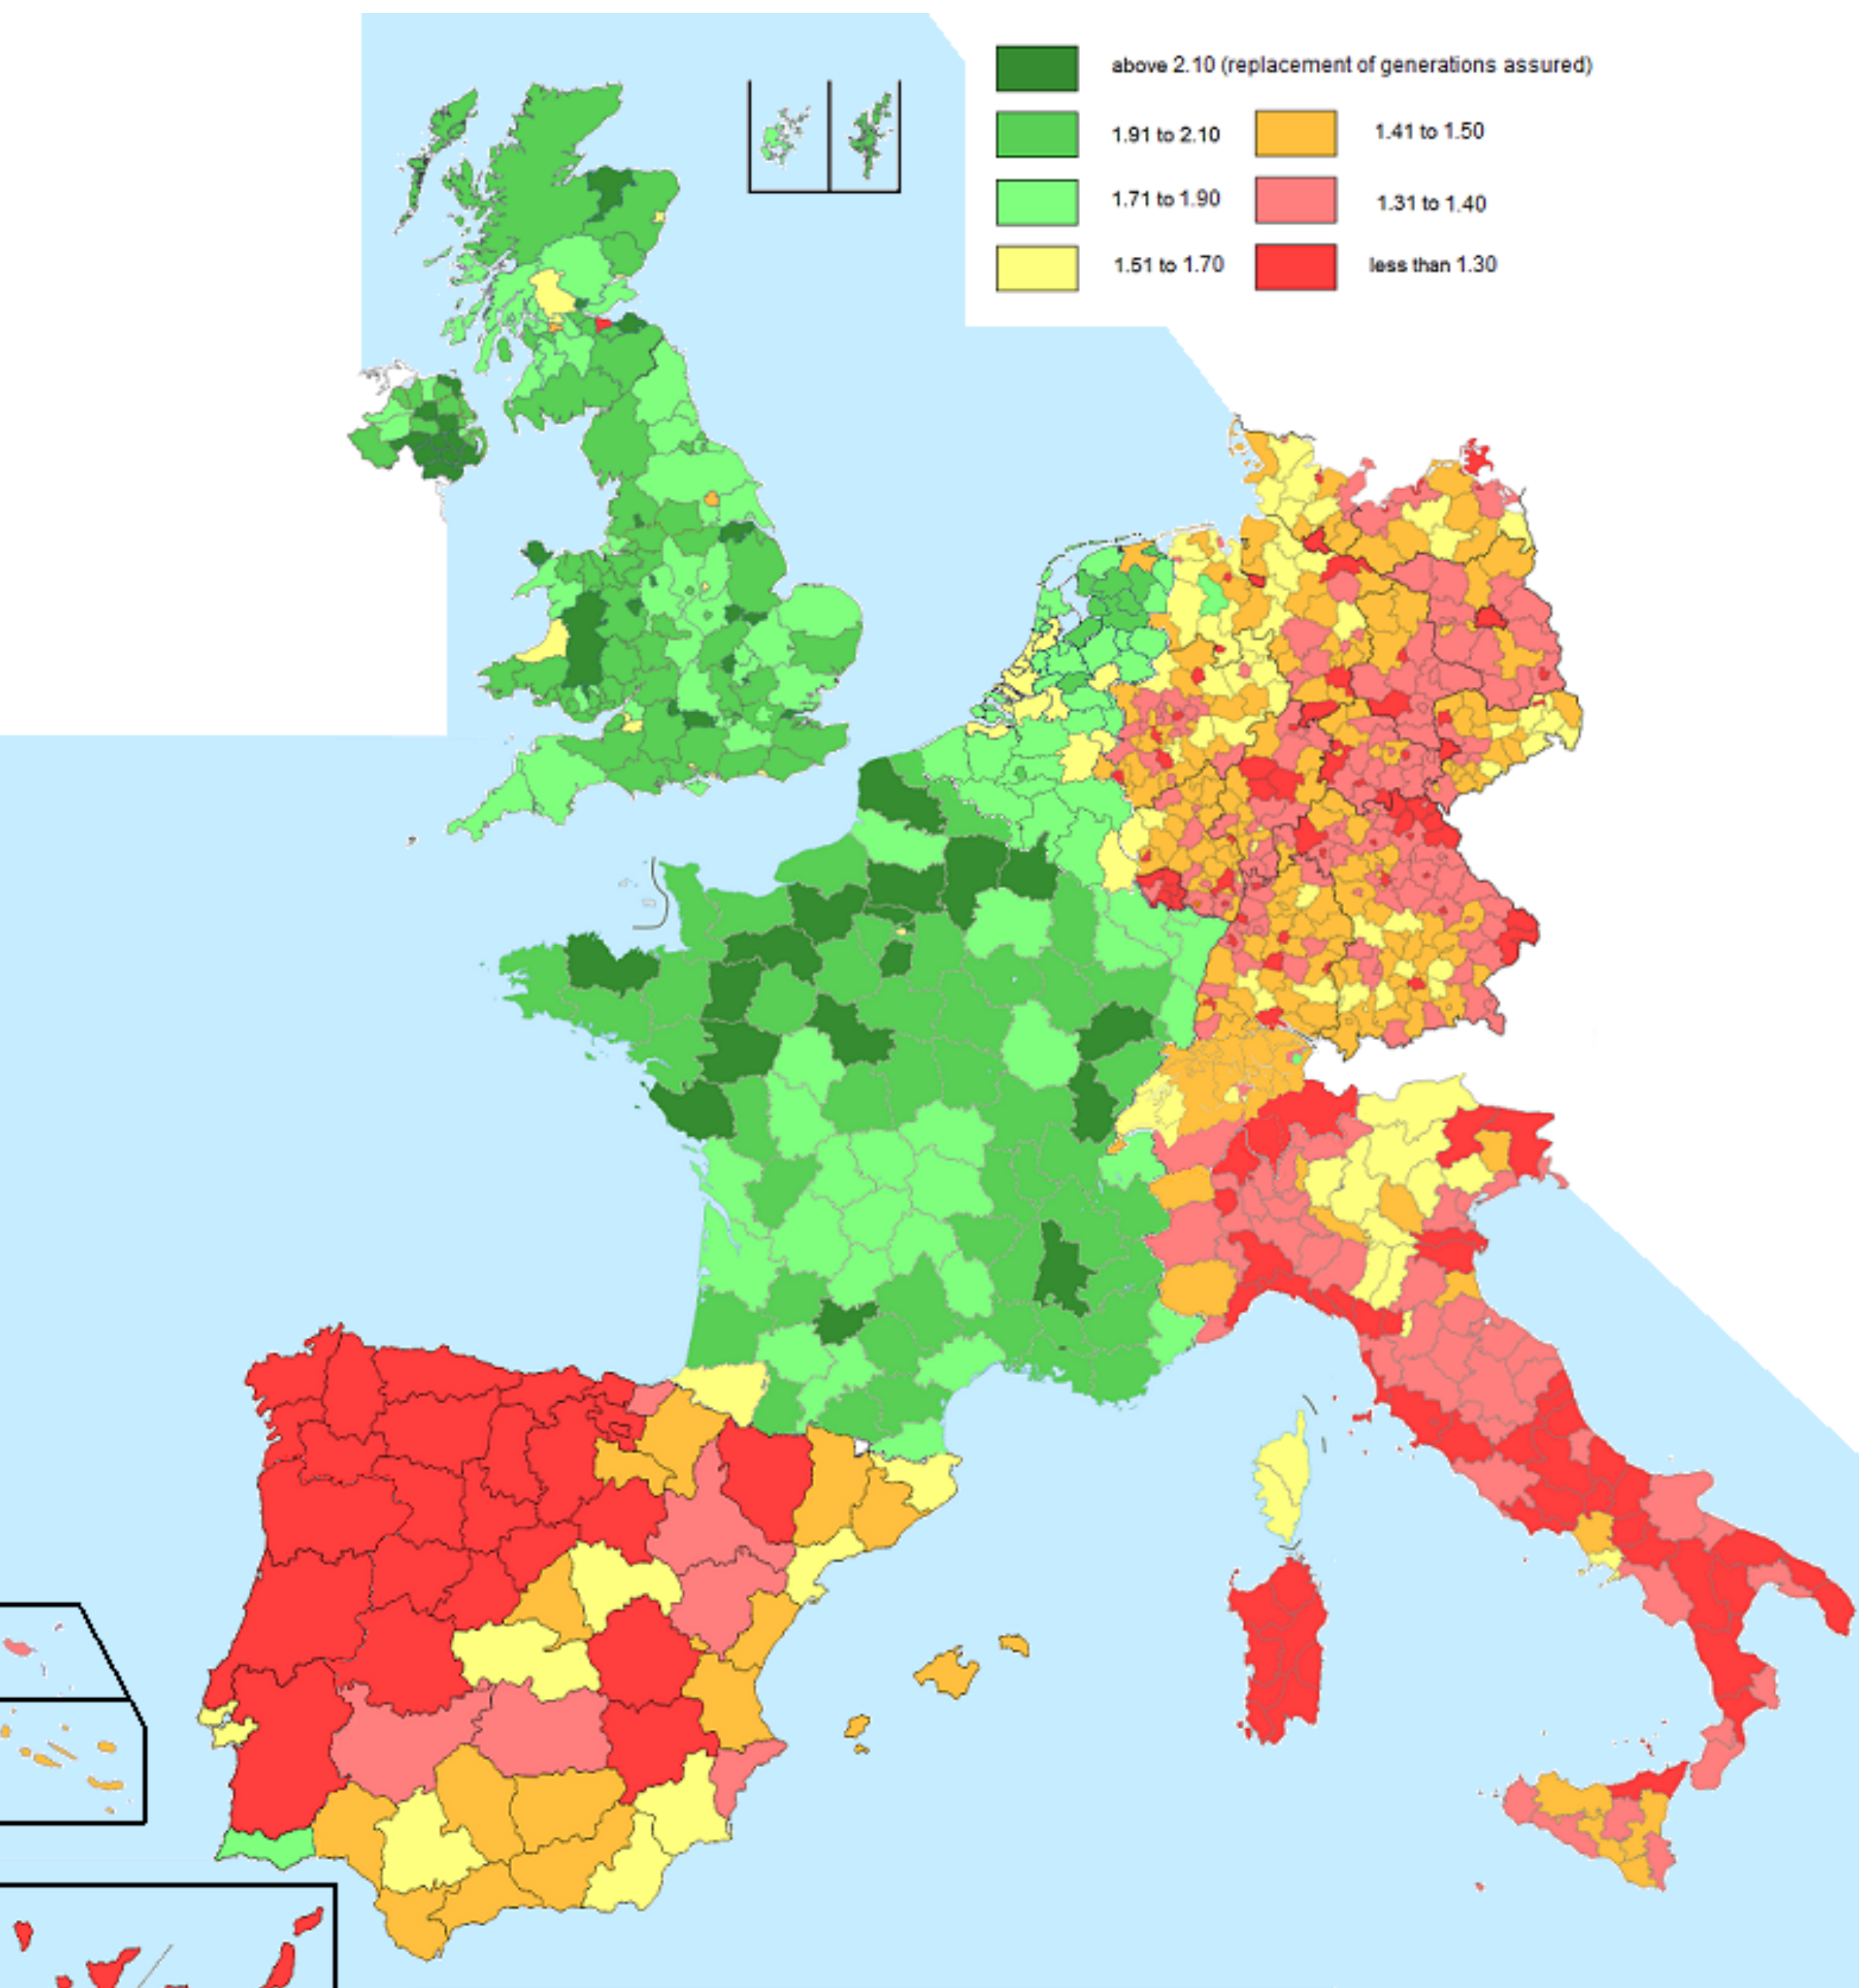 above 2.10 (replacement of generations assured)
1.91 to 2.10
1.41 to 1.50
1.71 to 1.90
1.31 to 1.40
1.51 to 1.70
less than 1.30